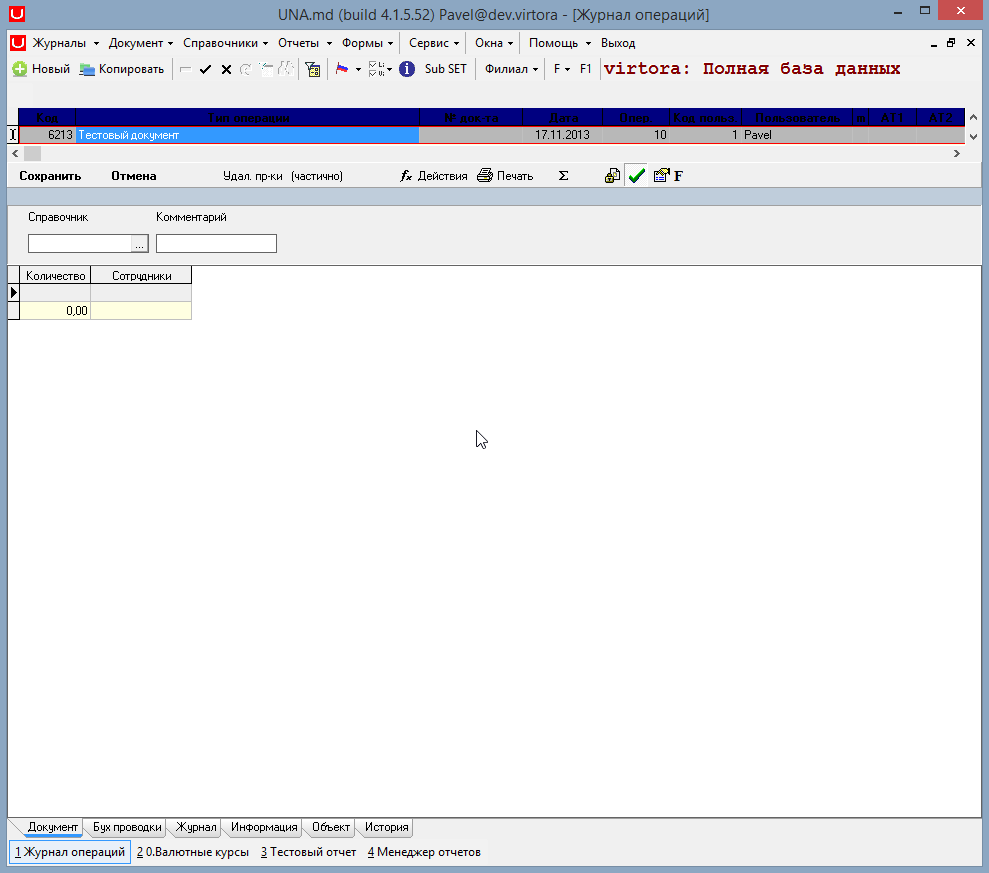 UNA.md (build 4.1.5.52) Pavel@dev.virtora - [Журнал операций]
Журналы Документ Справочники Отчеты Формы Сервис Окна Помощь Выход
Новый Копировать Sub SET Филиал F F1 virtora: Полная база данных
Код Тип операции № док-та Дата Повр. Код польз. Пользователь m A11 A12
6213 Тестовый документ 17.11.2013 10 1 Pavel
Сохранить Отмена Удал. пр-ки (частично) fx Действия Печать Σ F
Справочник Комментарий
...
Количество Сотрудники
0,00
Документ Бух проводки Журнал Информация Объект История
1 Журнал операций 2 0.Валютные курсы 3 Тестовый отчет 4 Менеджер отчетов